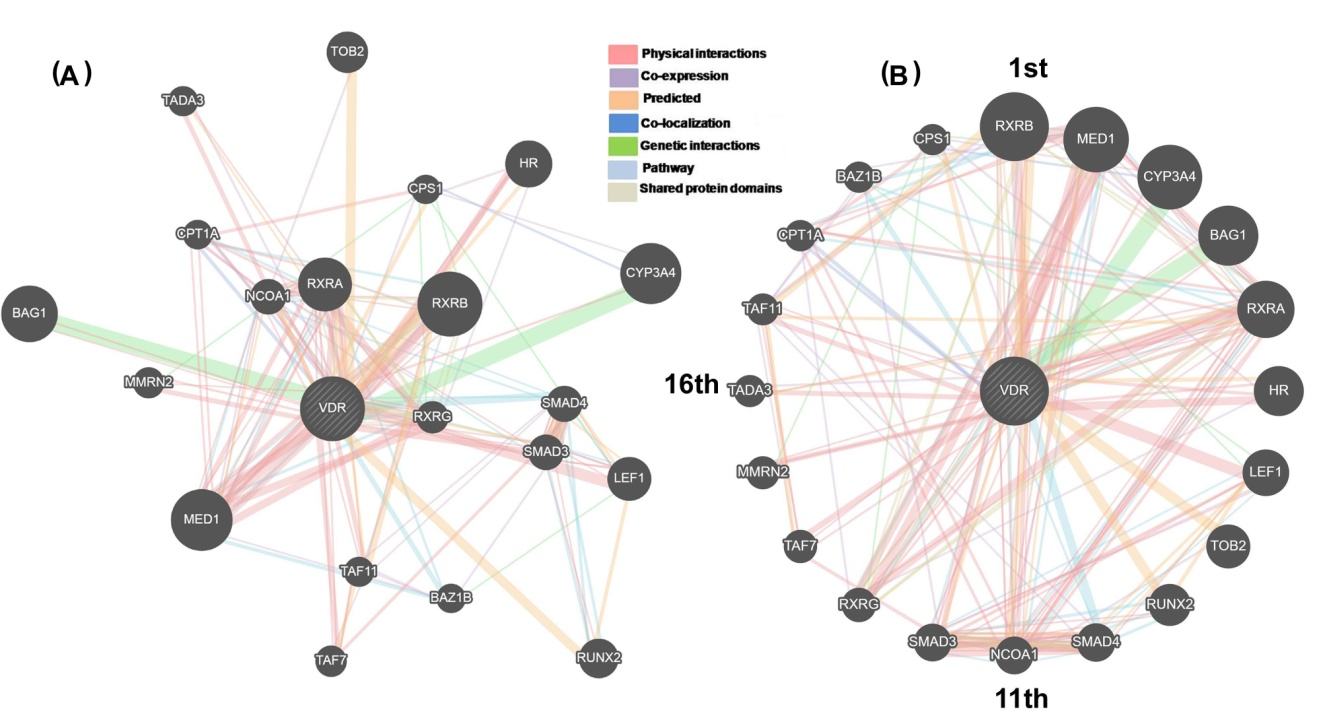 (A)
TOB2
TADA3
HR
CPS1
CPT1A
CYP3A4
RXRA
NCOA1
RXRB
BAG1
MMRN2
VDR
RXRG
SMAD4
SMAD3
LEF1
MED1
TAF11
BAZ1B
TAF7
RUNX2
Physical interactions
Co-expression
Predicted
Co-localization
Genetic interactions
Pathway
Shared protein domains
(B)
1st
RXRB
MED1
CPS1
CYP3A4
BAZ1B
BAG1
CPT1A
RXRA
TAF11
16th
TADA3
VDR
HR
MMRN2
LEF1
TAF7
TOB2
RXRG
RUNX2
SMAD3
NCOA1
SMAD4
11th